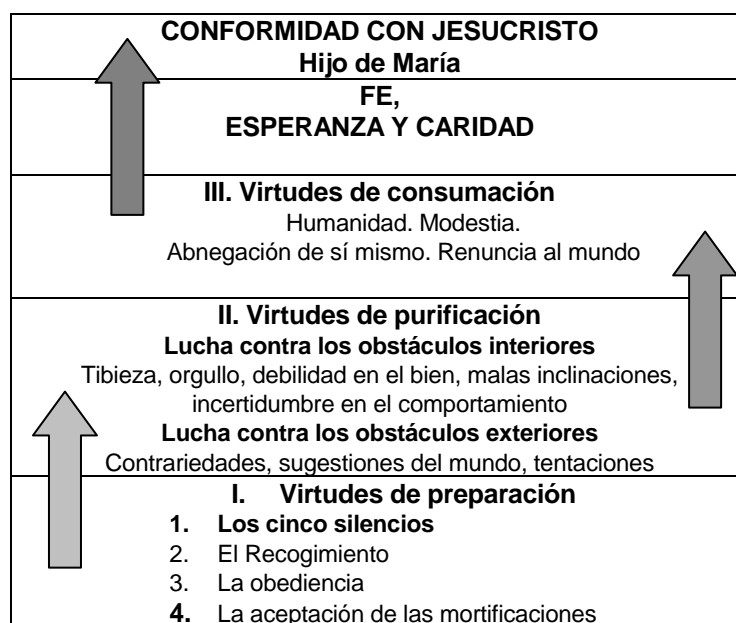 CONFORMIDAD CON JESUCRISTO
Hijo de María
FE,
ESPERANZA Y CARIDAD
III. Virtudes de consumación
Humanidad. Modestia.
Abnegación de sí mismo. Renuncia al mundo
II. Virtudes de purificación
Lucha contra los obstáculos interiores
Tibieza, orgullo, debilidad en el bien, malas inclinaciones,
incertidumbre en el comportamiento
Lucha contra los obstáculos exteriores
Contrariedades, sugestiones del mundo, tentaciones
I. Virtudes de preparación
1. Los cinco silencios
2. El Recogimiento
3. La obediencia
4. La aceptación de las mortificaciones